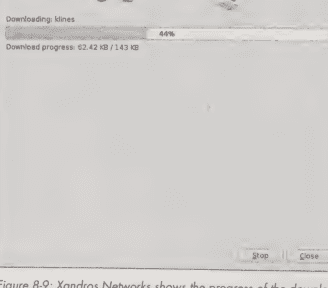 Downloading: klines
44%
Download progress: 62.42 KB / 143 KB
Stop Close
Figure 8-9: Xandros Networks shows the progress of the downl